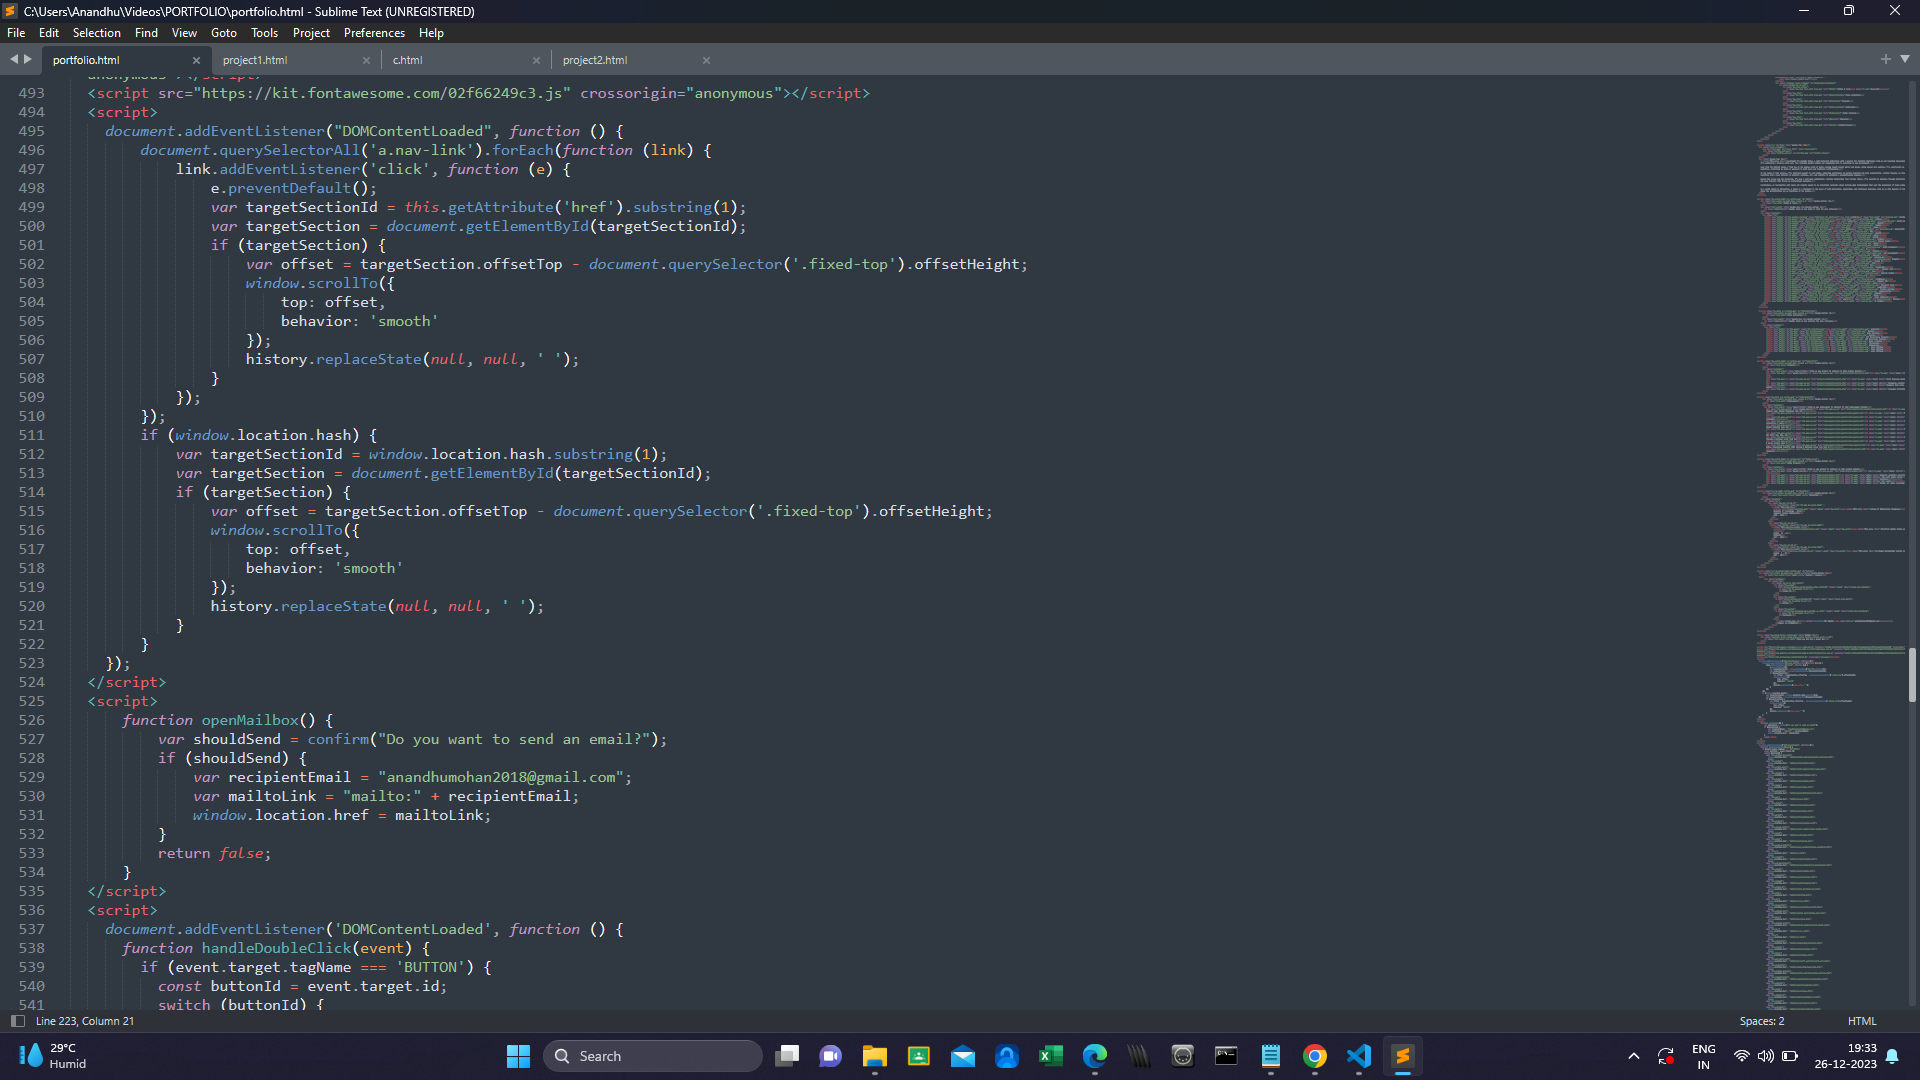 C:\Users\Anandhu\Videos\PORTFOLIO\portfolio.html - Sublime Text (UNREGISTERED)
File Edit Selection Find View Goto Tools Project Preferences Help
portfolio.html project1.html c.html project2.html
anonymous"></script>
493 <script src="https://kit.fontawesome.com/02f66249c3.js" crossorigin="anonymous"></script>
494 <script>
495 document.addEventListener("DOMContentLoaded", function () {
496 document.querySelectorAll('a.nav-link').forEach(function (link) {
497 link.addEventListener('click', function (e) {
498 e.preventDefault();
499 var targetSectionId = this.getAttribute('href').substring(1);
500 var targetSection = document.getElementById(targetSectionId);
501 if (targetSection) {
502 var offset = targetSection.offsetTop - document.querySelector('.fixed-top').offsetHeight;
503 window.scrollTo({
504 top: offset,
505 behavior: 'smooth'
506 });
507 history.replaceState(null, null, ' ');
508 }
509 });
510 });
511 if (window.location.hash) {
512 var targetSectionId = window.location.hash.substring(1);
513 var targetSection = document.getElementById(targetSectionId);
514 if (targetSection) {
515 var offset = targetSection.offsetTop - document.querySelector('.fixed-top').offsetHeight;
516 window.scrollTo({
517 top: offset,
518 behavior: 'smooth'
519 });
520 history.replaceState(null, null, ' ');
521 }
522 }
523 });
524 </script>
525 <script>
526 function openMailbox() {
527 var shouldSend = confirm("Do you want to send an email?");
528 if (shouldSend) {
529 var recipientEmail = "anandhumohan2018@gmail.com";
530 var mailtoLink = "mailto:" + recipientEmail;
531 window.location.href = mailtoLink;
532 }
533 return false;
534 }
535 </script>
536 <script>
537 document.addEventListener('DOMContentLoaded', function () {
538 function handleDoubleClick(event) {
539 if (event.target.tagName === 'BUTTON') {
540 const buttonId = event.target.id;
541 switch (buttonId) {
Line 223, Column 21 Spaces: 2 HTML
29°C
Humid
Search
ENG
IN
19:33
26-12-2023